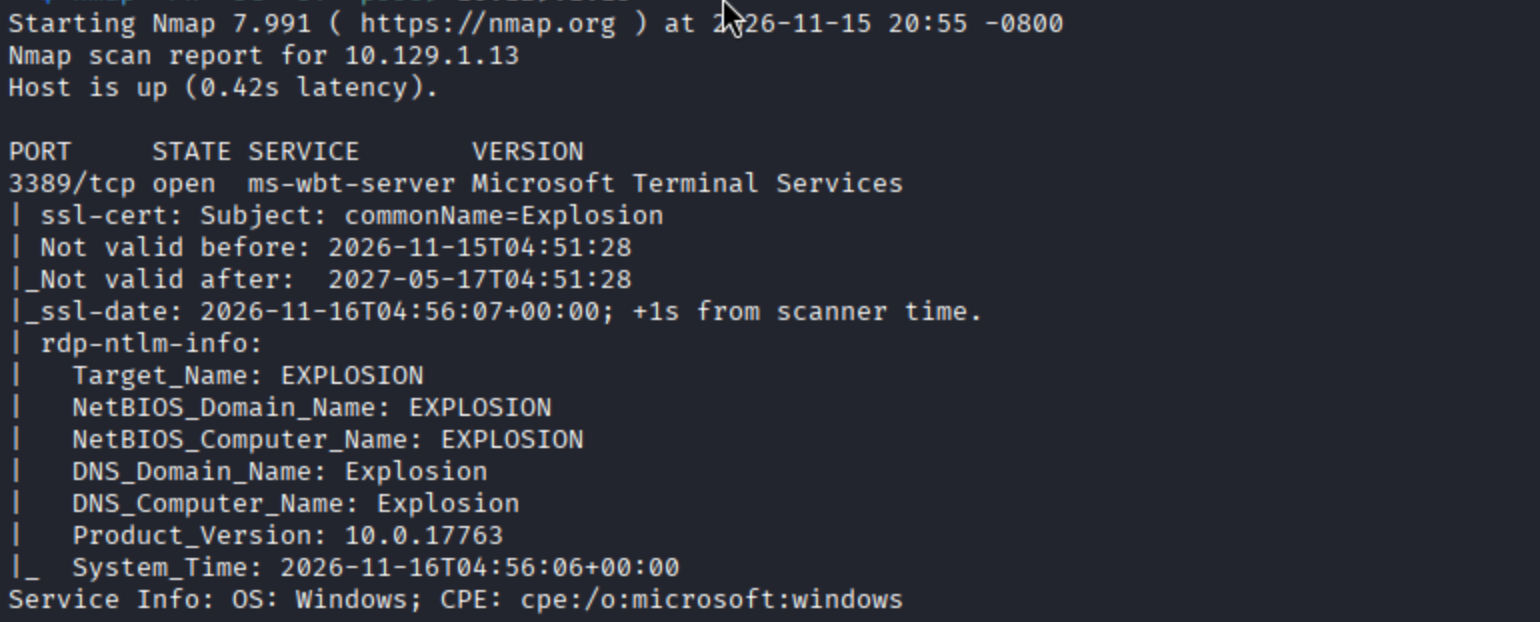 Starting Nmap 7.991 ( https://nmap.org ) at 2026-11-15 20:55 -0800
Nmap scan report for 10.129.1.13
Host is up (0.42s latency).
PORT     STATE SERVICE       VERSION
3389/tcp open  ms-wbt-server Microsoft Terminal Services
| ssl-cert: Subject: commonName=Explosion
| Not valid before: 2026-11-15T04:51:28
|_Not valid after:  2027-05-17T04:51:28
|_ssl-date: 2026-11-16T04:56:07+00:00; +1s from scanner time.
| rdp-ntlm-info:
|   Target_Name: EXPLOSION
|   NetBIOS_Domain_Name: EXPLOSION
|   NetBIOS_Computer_Name: EXPLOSION
|   DNS_Domain_Name: Explosion
|   DNS_Computer_Name: Explosion
|   Product_Version: 10.0.17763
|_  System_Time: 2026-11-16T04:56:06+00:00
Service Info: OS: Windows; CPE: cpe:/o:microsoft:windows